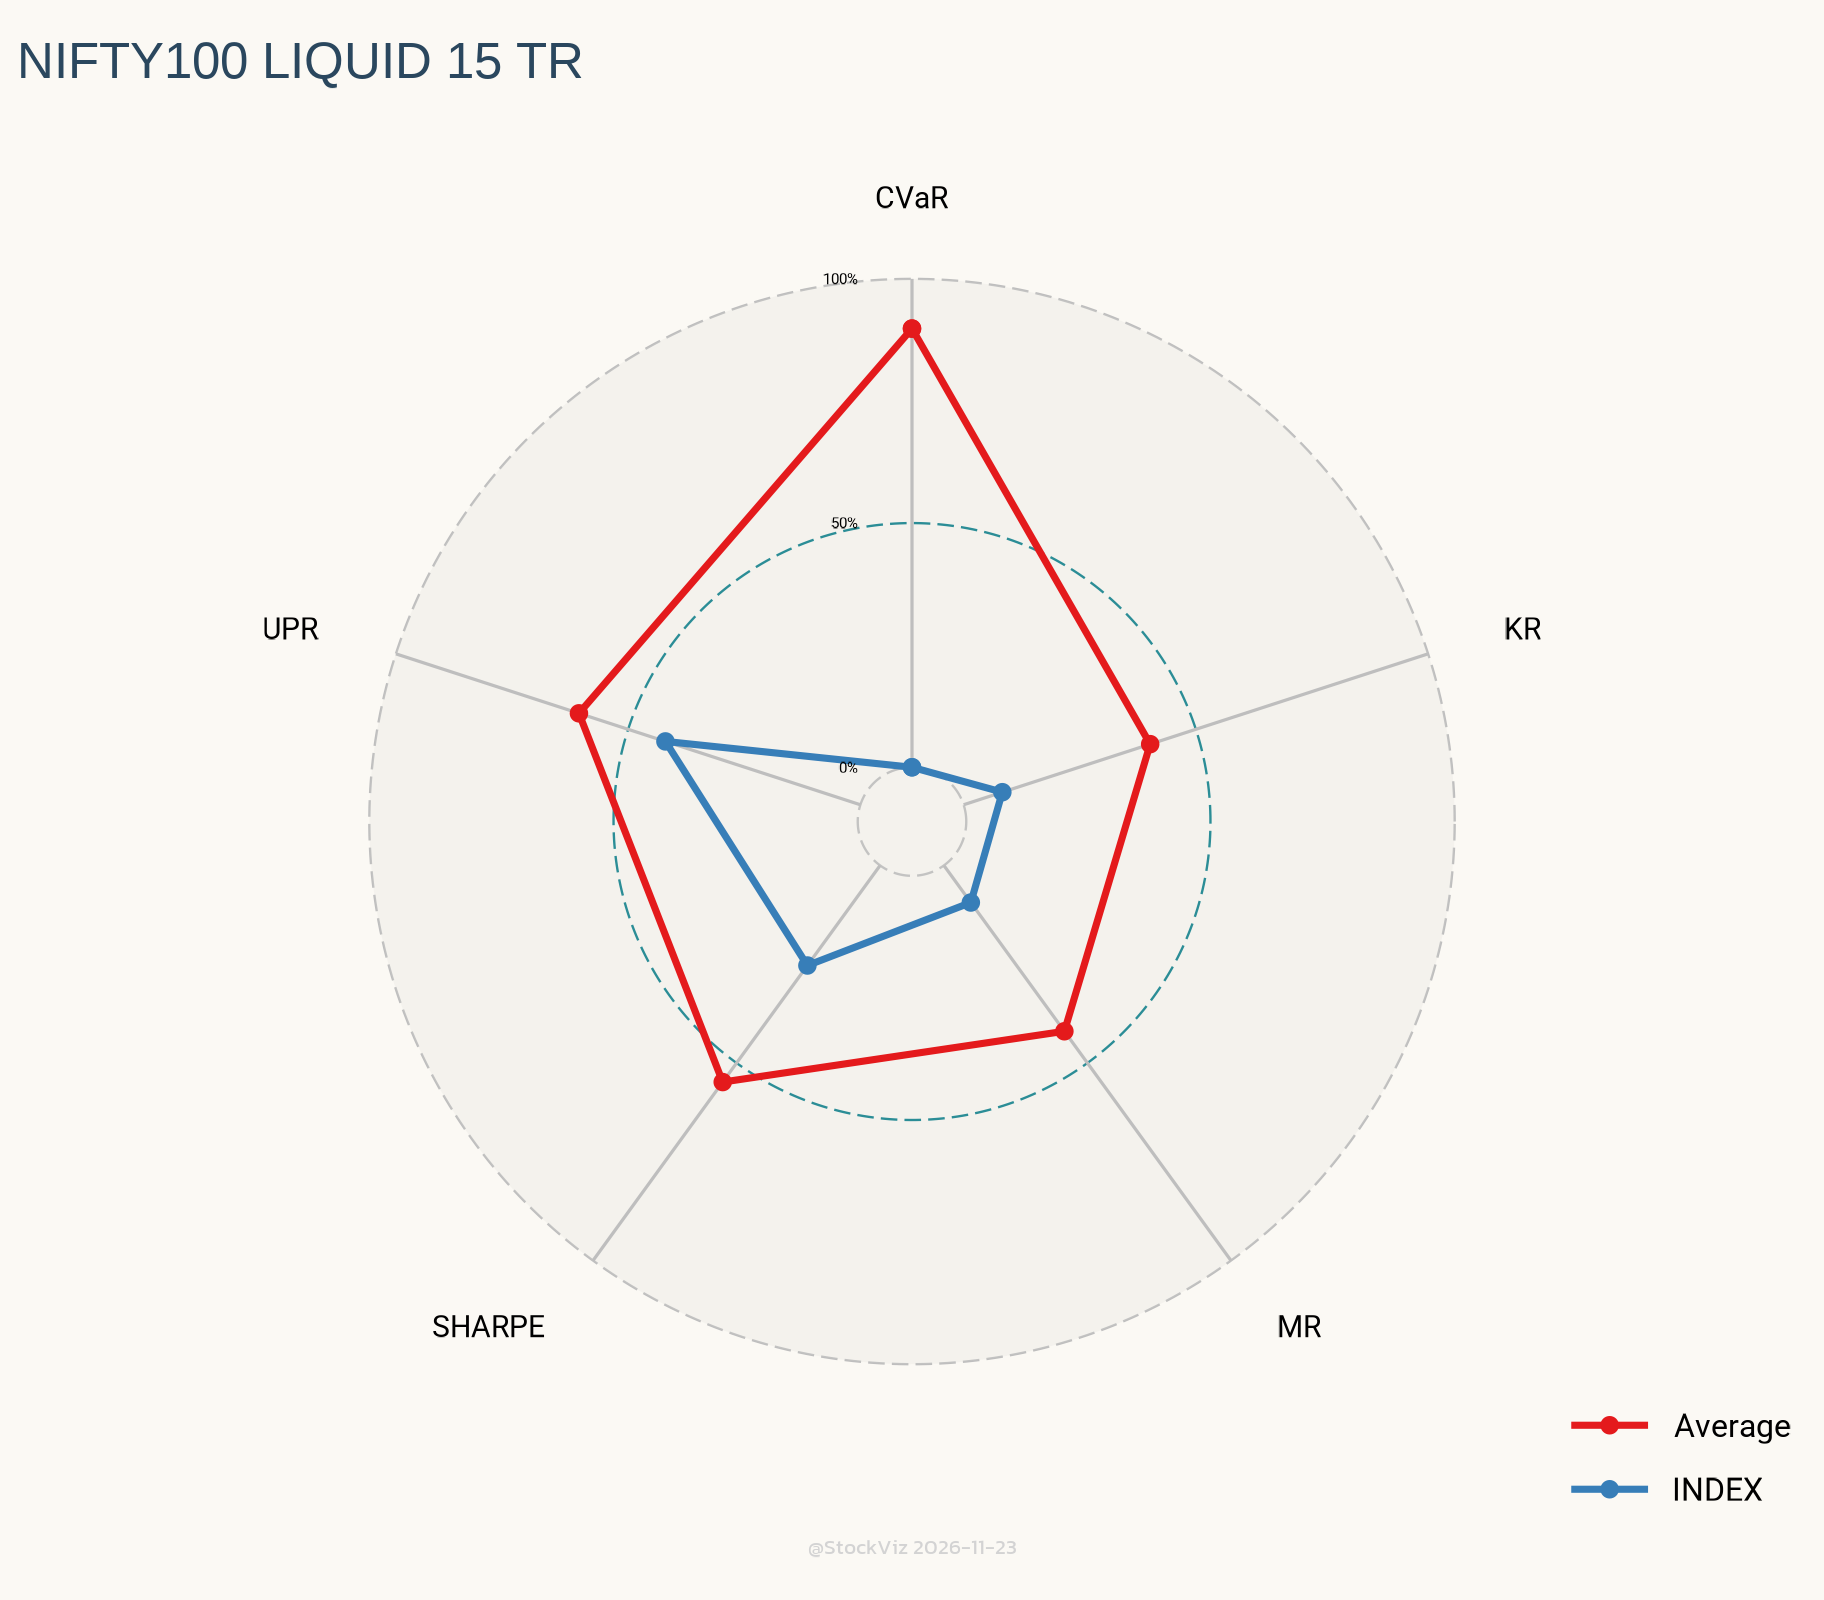 NIFTY100 LIQUID 15 TR
CVaR
100%
50%
UPR
KR
0%
SHARPE
MR
Average
INDEX
@StockViz 2026-11-23